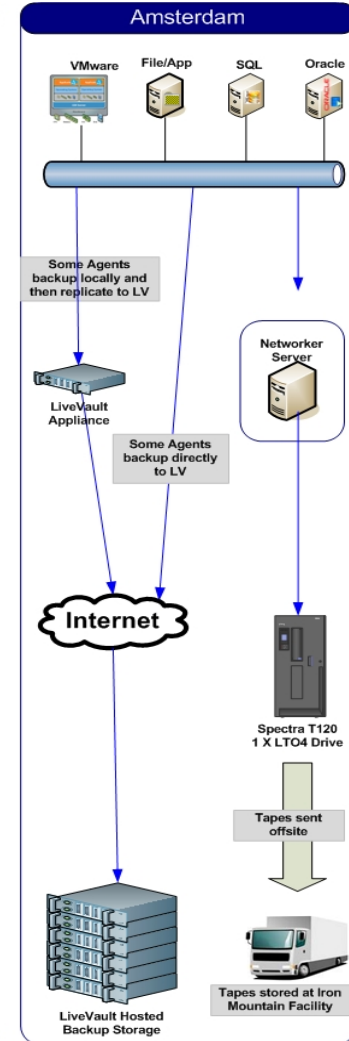 Amsterdam
VMware
File/App
SQL
Oracle
ORACLE
Some Agents
backup locally and
then replicate to LV
Networker
Server
LiveVault
Appliance
Some Agents
backup directly
to LV
Internet
Spectra T120
1 X LTO4 Drive
Tapes sent
offsite
LiveVault Hosted
Backup Storage
Tapes stored at Iron
Mountain Facility